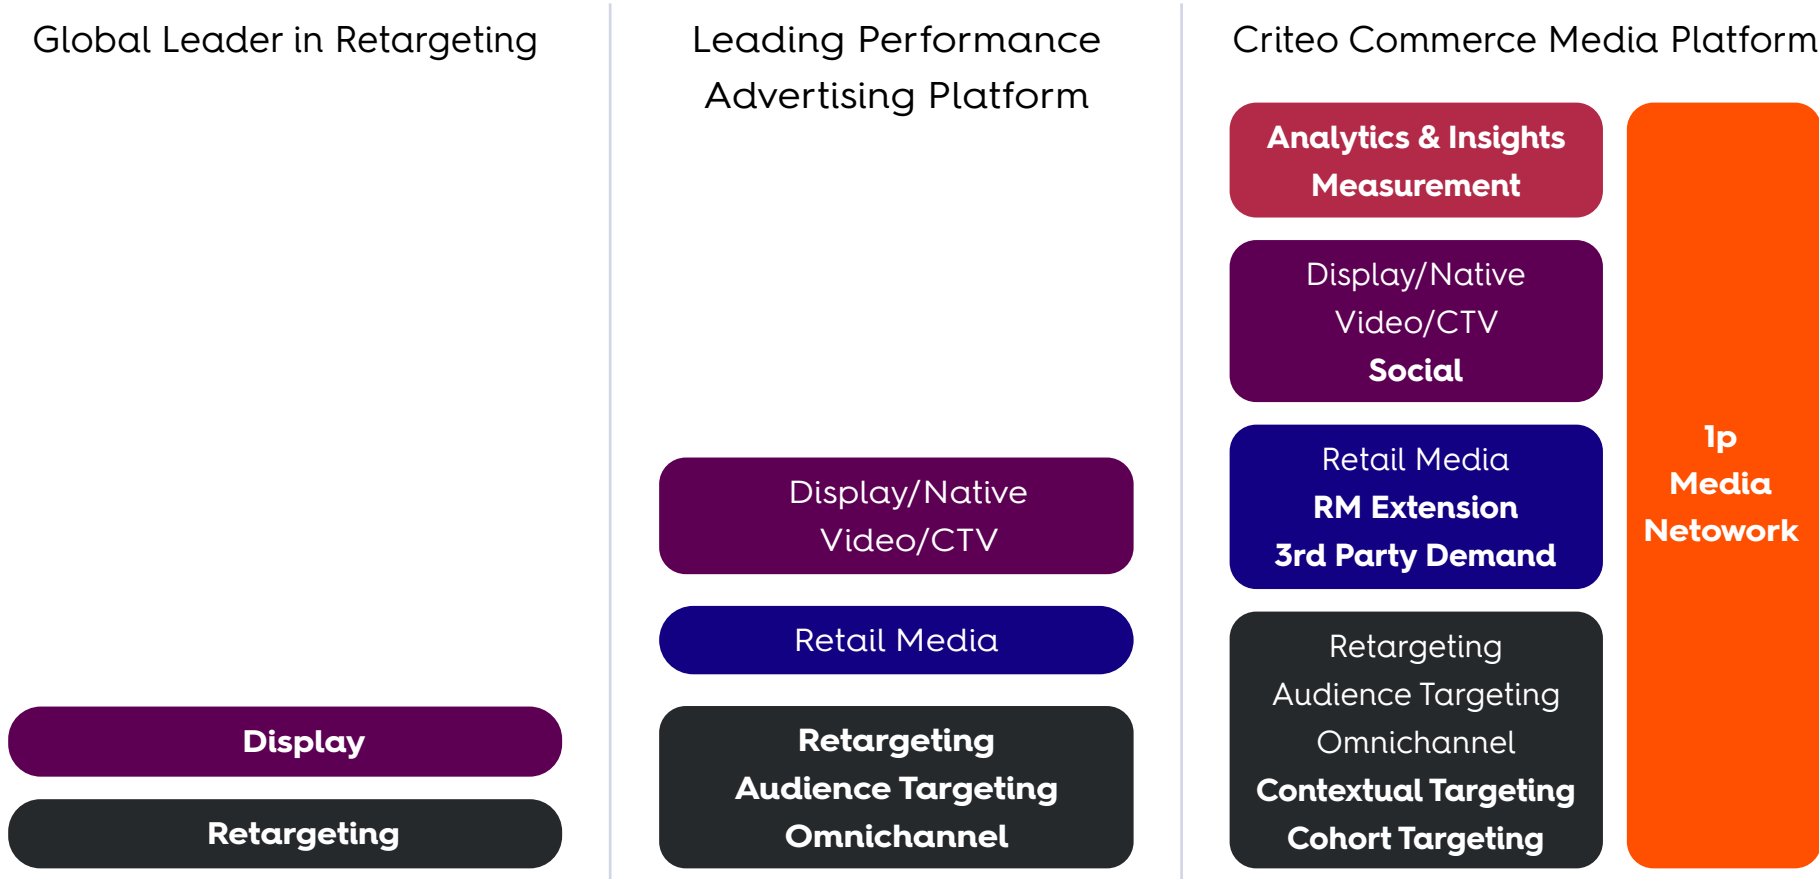 Global Leader in Retargeting
Display
Retargeting
Leading Performance
Advertising Platform
Display/Native
Video/CTV
Retail Media
Retargeting
Audience Targeting
Omnichannel
Criteo Commerce Media Platform
Analytics & Insights
Measurement
Display/Native
Video/CTV
Social
Retail Media
RM Extension
3rd Party Demand
Retargeting
Audience Targeting
Omnichannel
Contextual Targeting
Cohort Targeting
1p
Media
Netowork